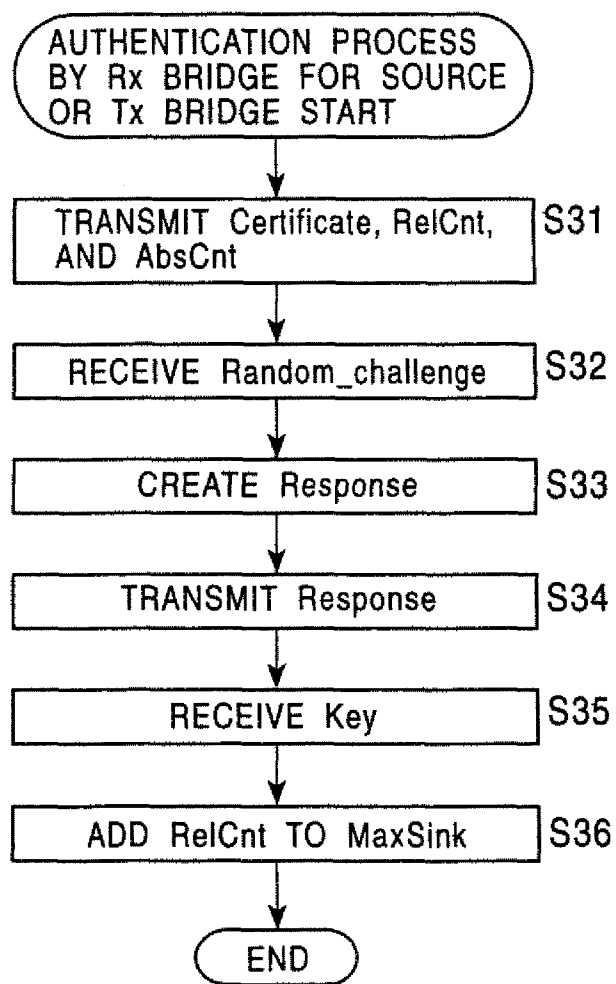 AUTHENTICATION PROCESS
BY Rx BRIDGE FOR SOURCE
OR Tx BRIDGE START
TRANSMIT Certificate, RelCnt,
AND AbsCnt
S31
RECEIVE Random_challenge
S32
CREATE Response
S33
TRANSMIT Response
S34
RECEIVE Key
S35
ADD RelCnt TO MaxSink
S36
END